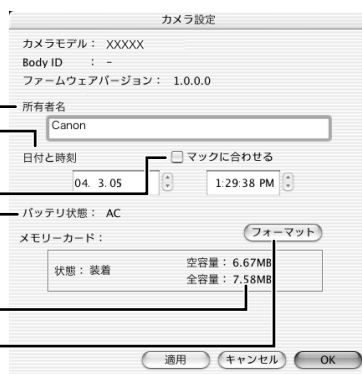 カメラ設定
カメラモデル： XXXXX
Body ID ： -
ファームウェアバージョン： 1.0.0.0
所有者名
Canon
日付と時刻
マックに合わせる
04. 3.05
1:29:38 PM
バッテリ状態： AC
メモリーカード：
フォーマット
状態：装着
空容量：6.67MB
全容量：7.58MB
適用
キャンセル
OK